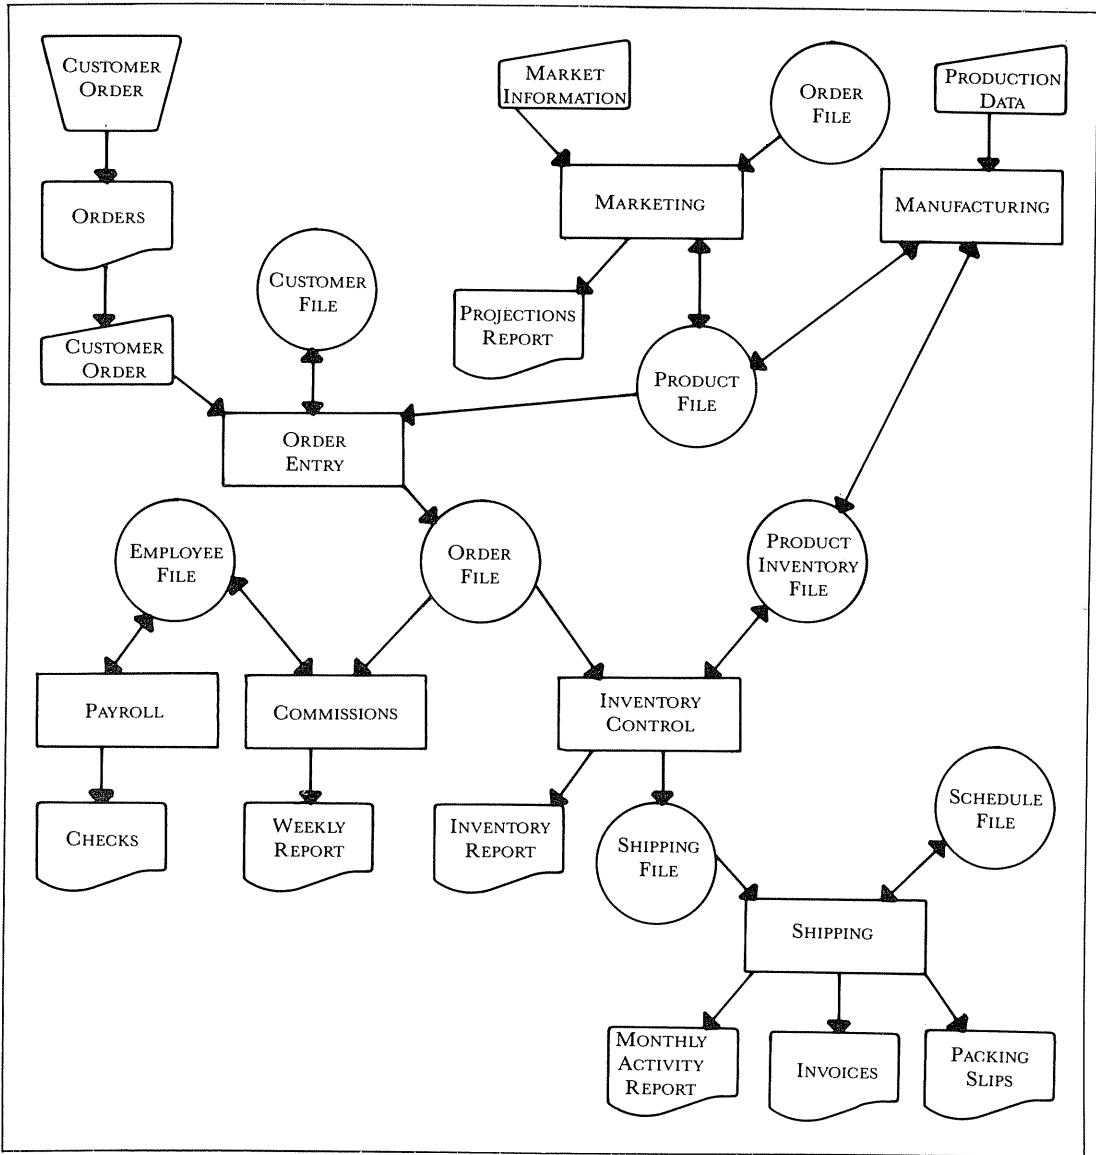 CUSTOMER
ORDER
MARKET
INFORMATION
ORDER
FILE
PRODUCTION
DATA
ORDERS
MARKETING
MANUFACTURING
CUSTOMER
FILE
PROJECTIONS
REPORT
CUSTOMER
ORDER
PRODUCT
FILE
ORDER
ENTRY
EMPLOYEE
FILE
ORDER
FILE
PRODUCT
INVENTORY
FILE
PAYROLL
COMMISSIONS
INVENTORY
CONTROL
CHECKS
WEEKLY
REPORT
INVENTORY
REPORT
SHIPPING
FILE
SCHEDULE
FILE
SHIPPING
MONTHLY
ACTIVITY
REPORT
INVOICES
PACKING
SLIPS